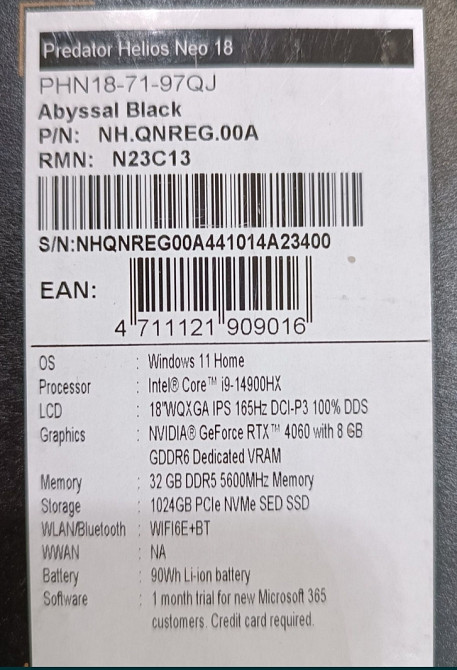 Predator Helios Neo 18
PHN18-71-97QJ
Abyssal Black
P/N: NH.QNREG.00A
RMN: N23C13
S/N:NHQNREG00A441014A23400
EAN:
4 711121 909016
OS : Windows 11 Home
Processor : Intel® Core™ i9-14900HX
LCD : 18"WQXGA IPS 165Hz DCI-P3 100% DDS
Graphics : NVIDIA® GeForce RTX™ 4060 with 8 GB
GDDR6 Dedicated VRAM
Memory : 32 GB DDR5 5600MHz Memory
Storage : 1024GB PCIe NVMe SED SSD
WLAN/Bluetooth : WIFI6E+BT
WWAN : NA
Battery : 90Wh Li-ion battery
Software : 1 month trial for new Microsoft 365
customers. Credit card required.